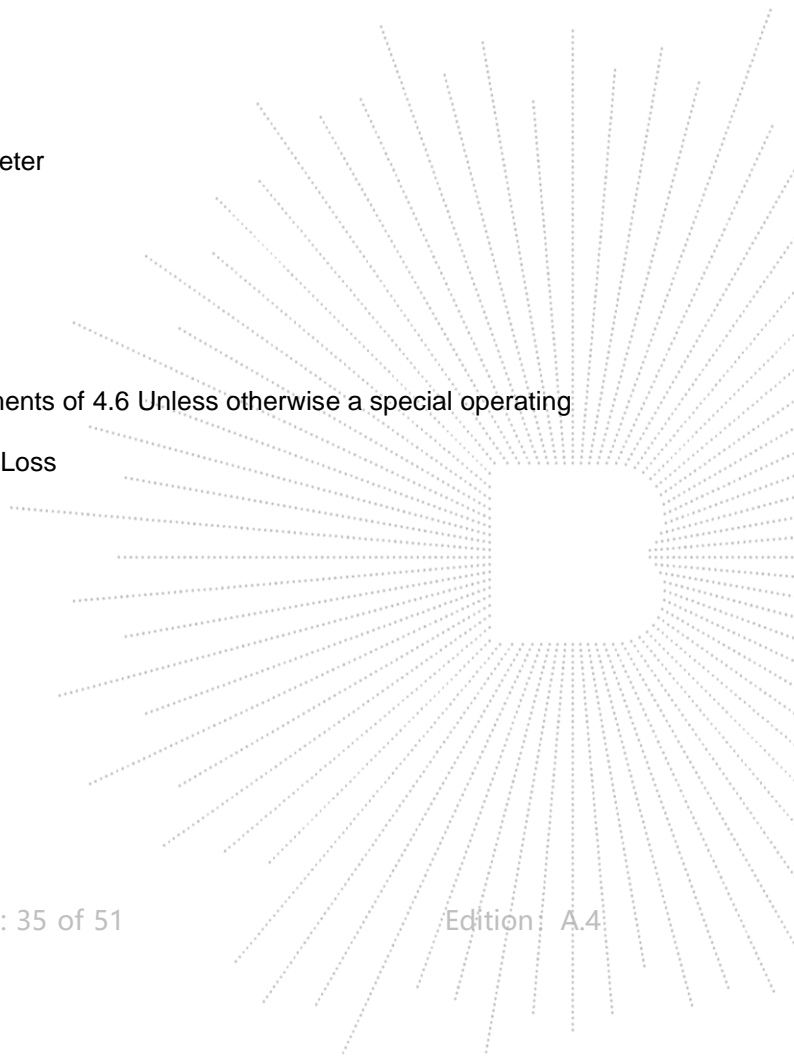 eter
nents of 4.6 Unless otherwise a special operating
Loss
: 35 of 51 Edition: A.4